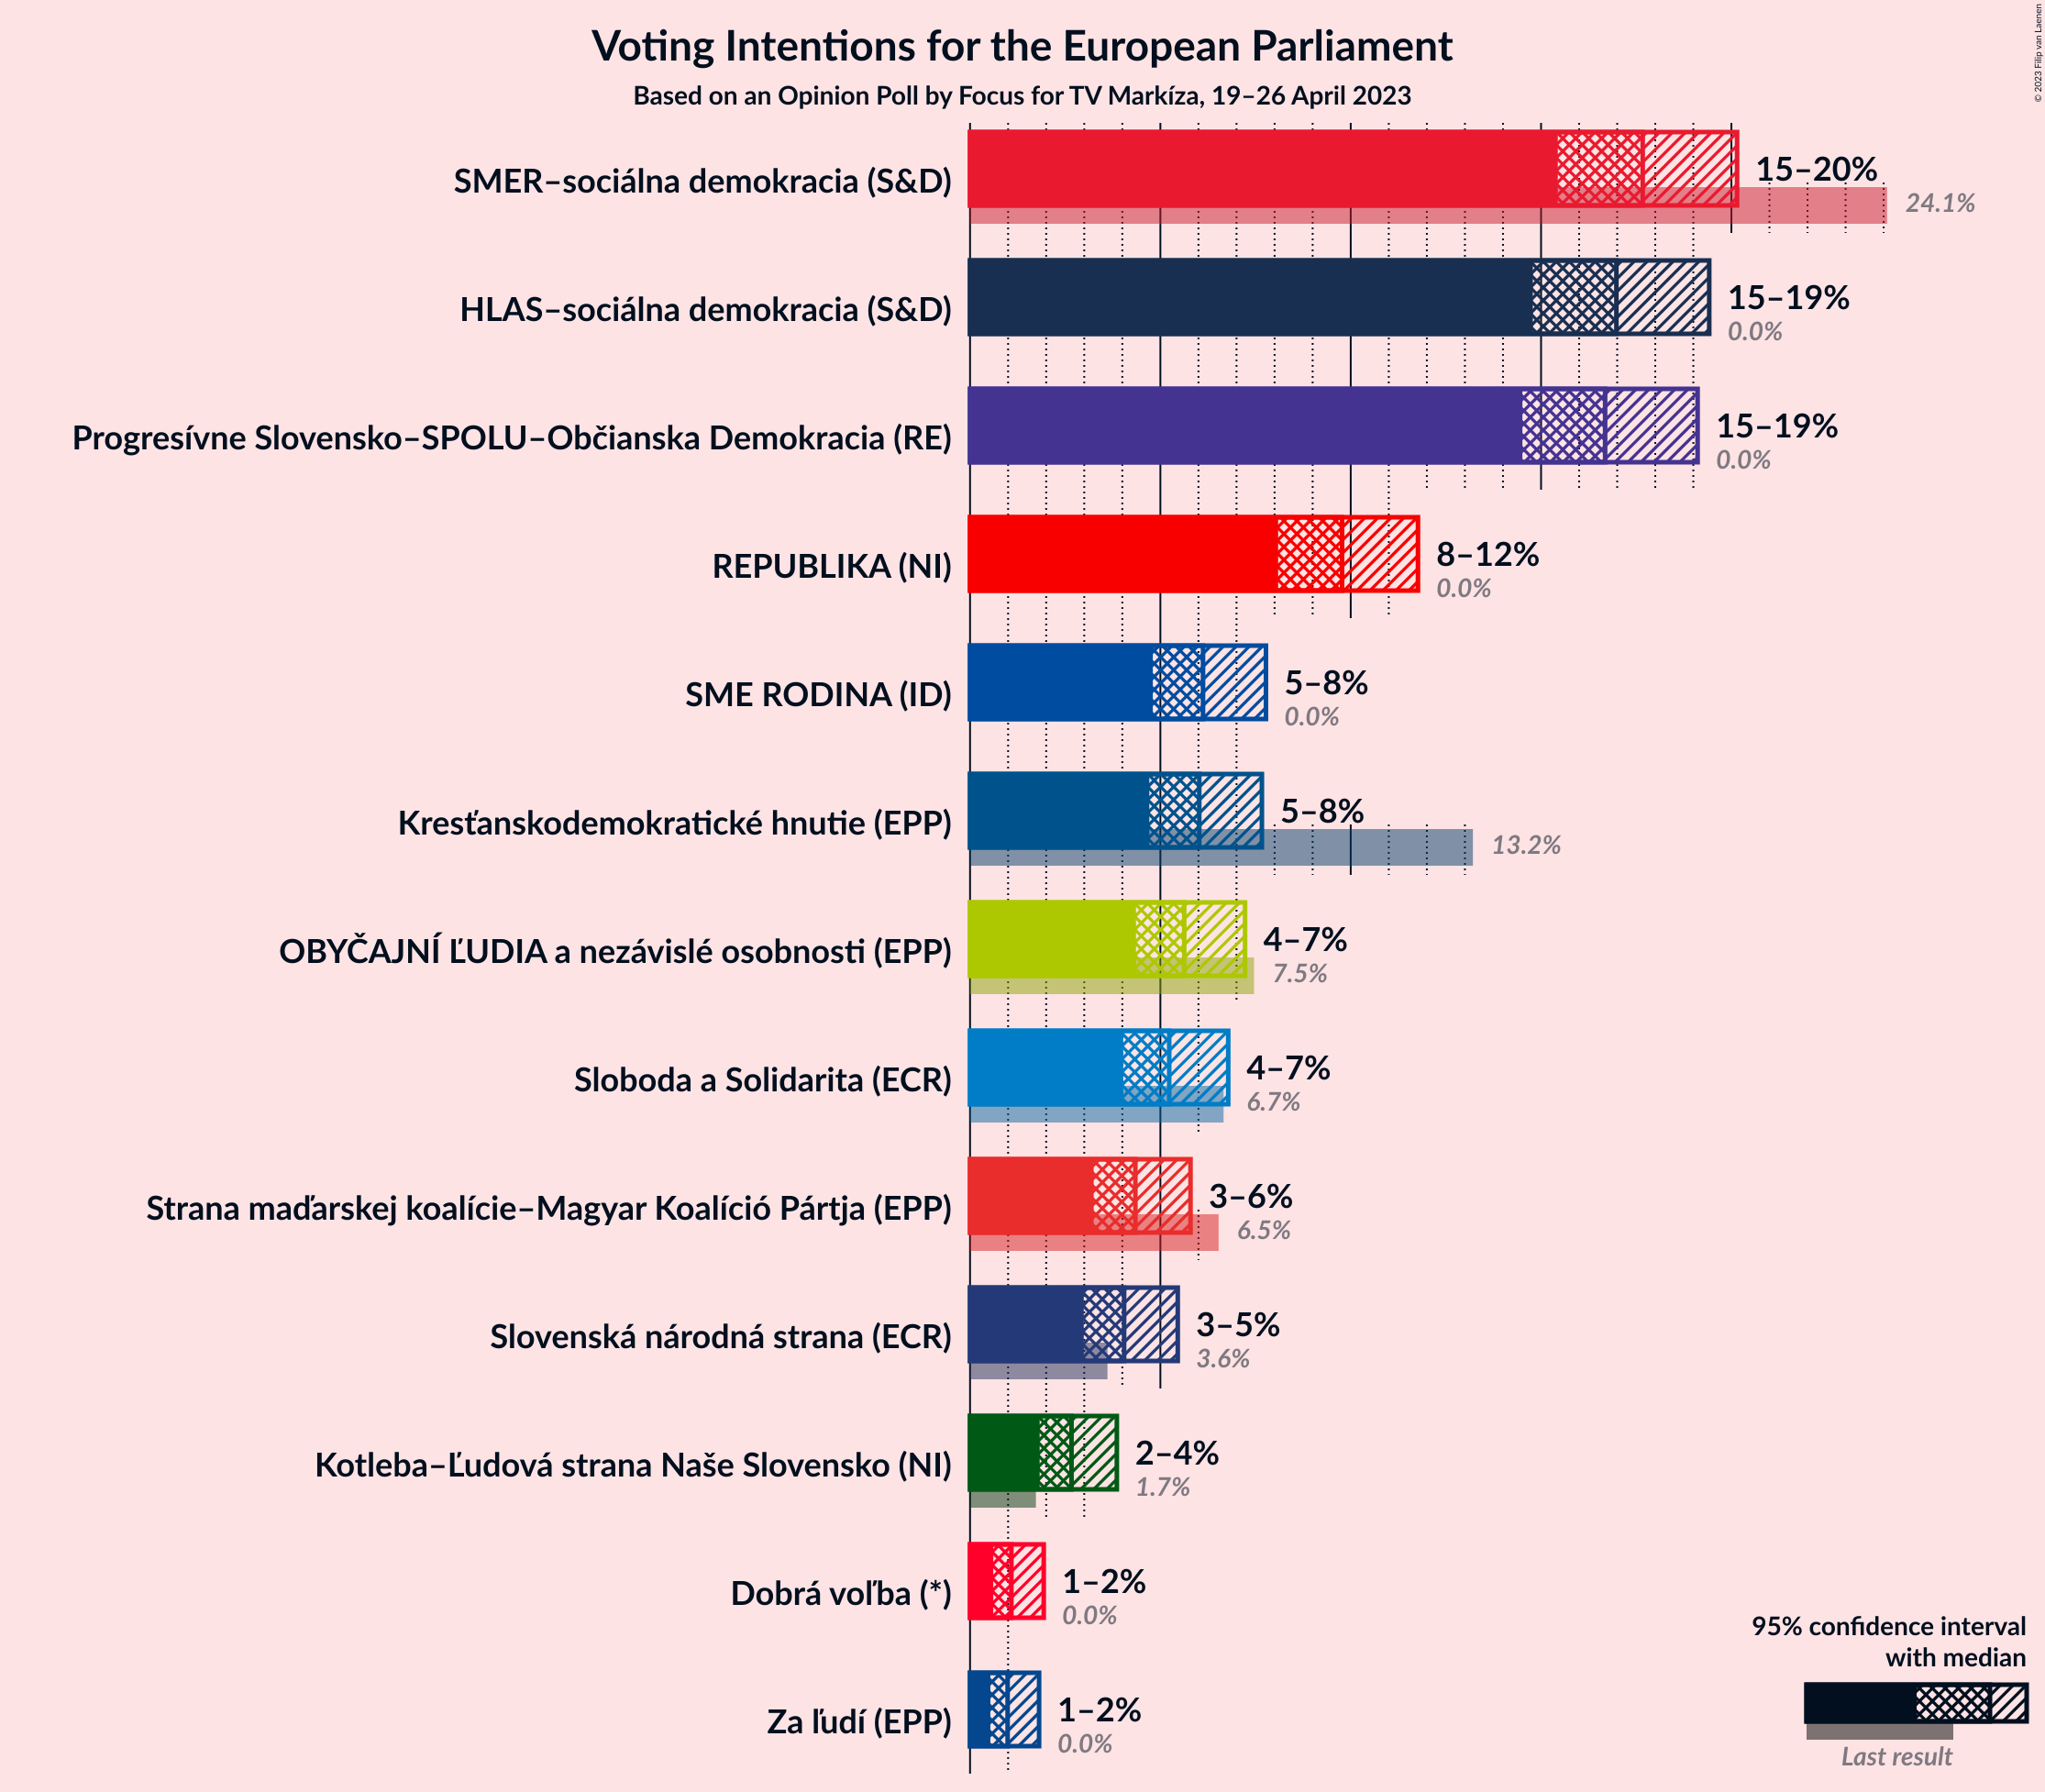 Voting Intentions for the European Parliament
Based on an Opinion Poll by Focus for TV Markíza, 19–26 April 2023
© 2023 Filip van Laenen
SMER–sociálna demokracia (S&D)
15–20%
24.1%
HLAS–sociálna demokracia (S&D)
15–19%
0.0%
Progresívne Slovensko–SPOLU–Občianska Demokracia (RE)
15–19%
0.0%
REPUBLIKA (NI)
8–12%
0.0%
SME RODINA (ID)
5–8%
0.0%
Kresťanskodemokratické hnutie (EPP)
5–8%
13.2%
OBYČAJNÍ ĽUDIA a nezávislé osobnosti (EPP)
4–7%
7.5%
Sloboda a Solidarita (ECR)
4–7%
6.7%
Strana maďarskej koalície–Magyar Koalíció Pártja (EPP)
3–6%
6.5%
Slovenská národná strana (ECR)
3–5%
3.6%
Kotleba–Ľudová strana Naše Slovensko (NI)
2–4%
1.7%
Dobrá voľba (*)
1–2%
0.0%
Za ľudí (EPP)
1–2%
0.0%
95% confidence interval
with median
Last result